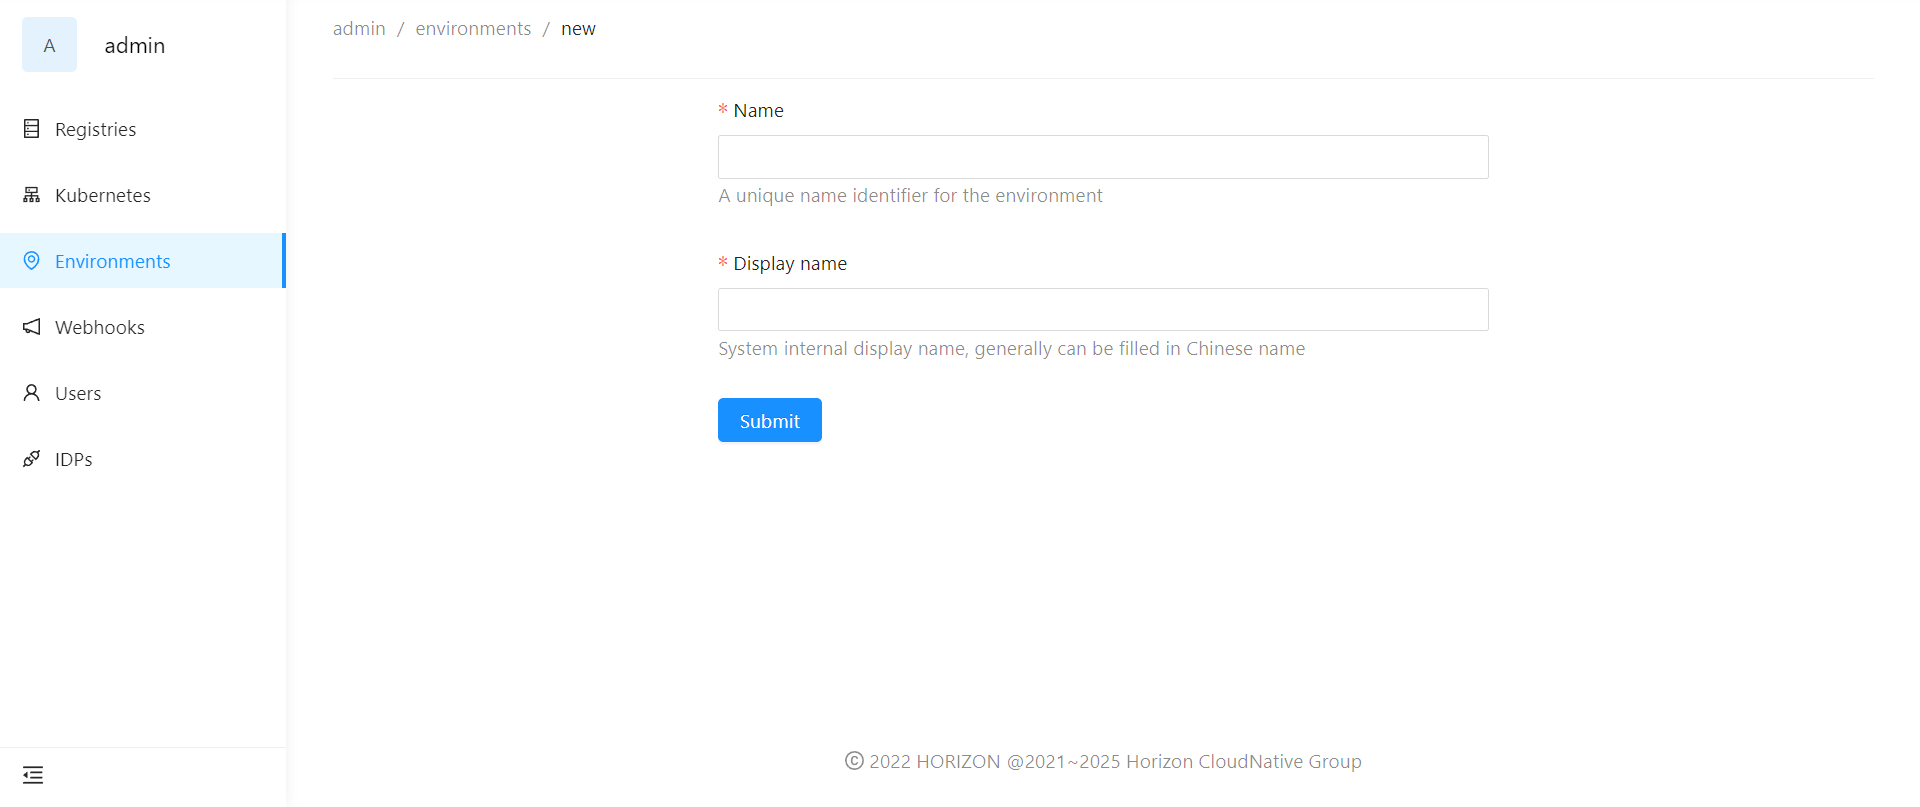 A
admin
Registries
Kubernetes
Environments
Webhooks
Users
IDPs
admin / environments / new
* Name
A unique name identifier for the environment
* Display name
System internal display name, generally can be filled in Chinese name
Submit
© 2022 HORIZON @2021~2025 Horizon CloudNative Group